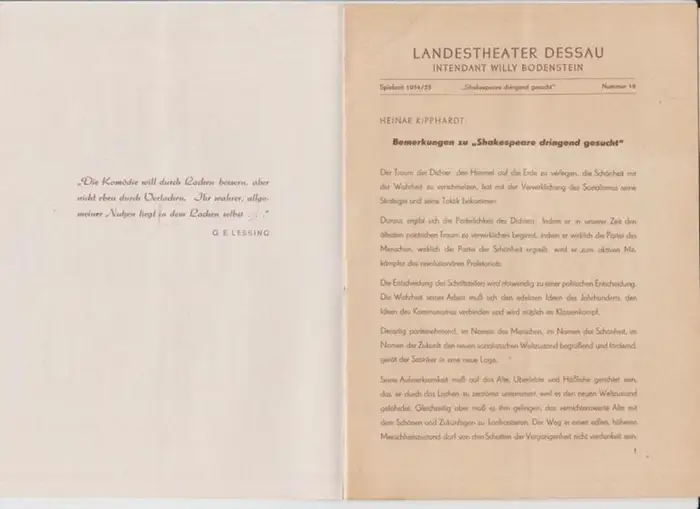 „Die Komödie will durch Lachen bessern, aber
nicht eben durch Verlachen. Ihr wahrer, allge-
meiner Nutzen liegt in dem Lachen selbst . . .“
G. E. LESSING
LANDESTHEATER DESSAU
INTENDANT WILLY BODENSTEIN
Spielzeit 1954/55 „Shakespeare dringend gesucht“ Nummer 18
HEINAR KIPPHARDT:
Bemerkungen zu „Shakespeare dringend gesucht“
Der Traum der Dichter, den Himmel auf die Erde zu verlegen, die Schönheit mit
der Wahrheit zu verschmelzen, hat mit der Verwirklichung des Sozialismus seine
Strategie und seine Taktik bekommen.
Daraus ergibt sich die Parteilichkeit des Dichters. Indem er in unserer Zeit den
ältesten poetischen Traum zu verwirklichen beginnt, indem er wirklich die Partei des
Menschen, wirklich die Partei der Schönheit ergreift, wird er zum aktiven Mit-
kämpfer des revolutionären Proletariats.
Die Entscheidung des Schriftstellers wird notwendig zu einer politischen Entscheidung.
Die Wahrheit seiner Arbeit muß sich den edelsten Ideen des Jahrhunderts, den
Ideen des Kommunismus verbinden und wird nützlich im Klassenkampf.
Derartig parteinehmend, im Namen des Menschen, im Namen der Schönheit, im
Namen der Zukunft den neuen sozialistischen Weltzustand begrüßend und fördernd,
gerät der Satiriker in eine neue Lage.
Seine Aufmerksamkeit muß auf das Alte, Überlebte und Häßliche gerichtet sein,
das er durch das Lachen zu zerstören unternimmt, weil es den neuen Weltzustand
gefährdet. Gleichzeitig aber muß es ihm gelingen, das vernichtenswerte Alte mit
dem Schönen und Zukünftigen zu konfrontieren. Der Weg in einen edlen, höheren
Menschheitszustand darf von den Schatten der Vergangenheit nicht verdunkelt sein.
1